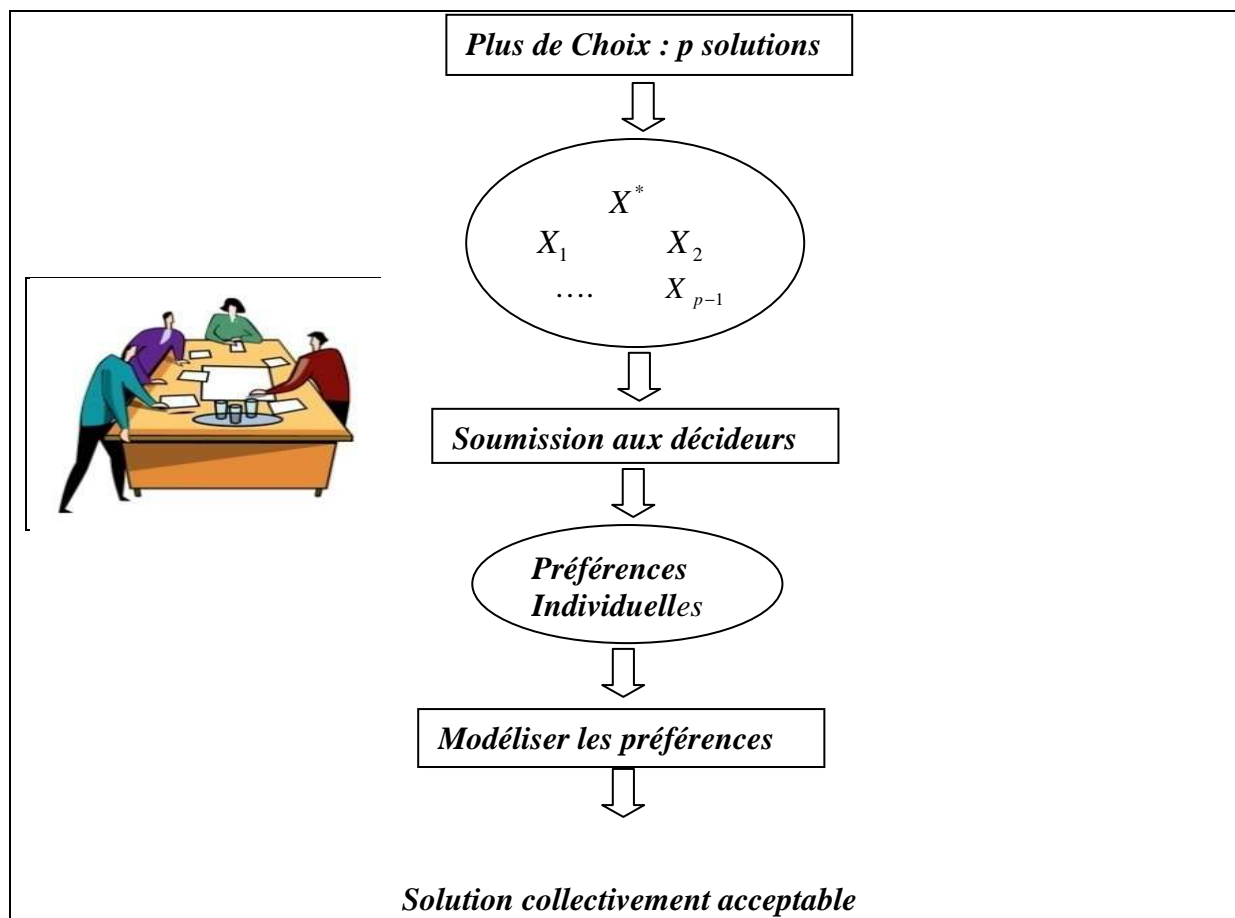 Plus de Choix : p solutions
X*
X₁ X₂
…. Xₚ₋₁
Soumission aux décideurs
Préférences
Individuelles
Modéliser les préférences
Solution collectivement acceptable